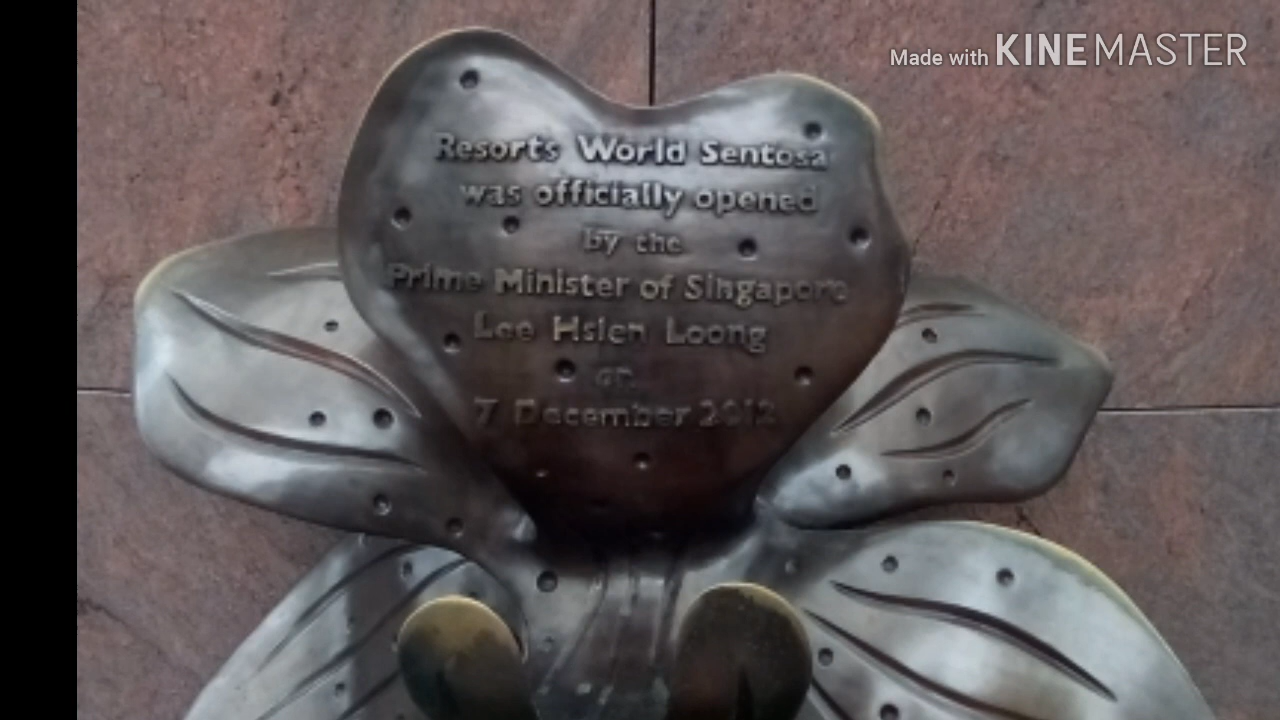 Made with KINEMASTER
Resorts World Sentosa
was officially opened
by the
Prime Minister of Singapore
Lee Hsien Loong
on
7 December 2012